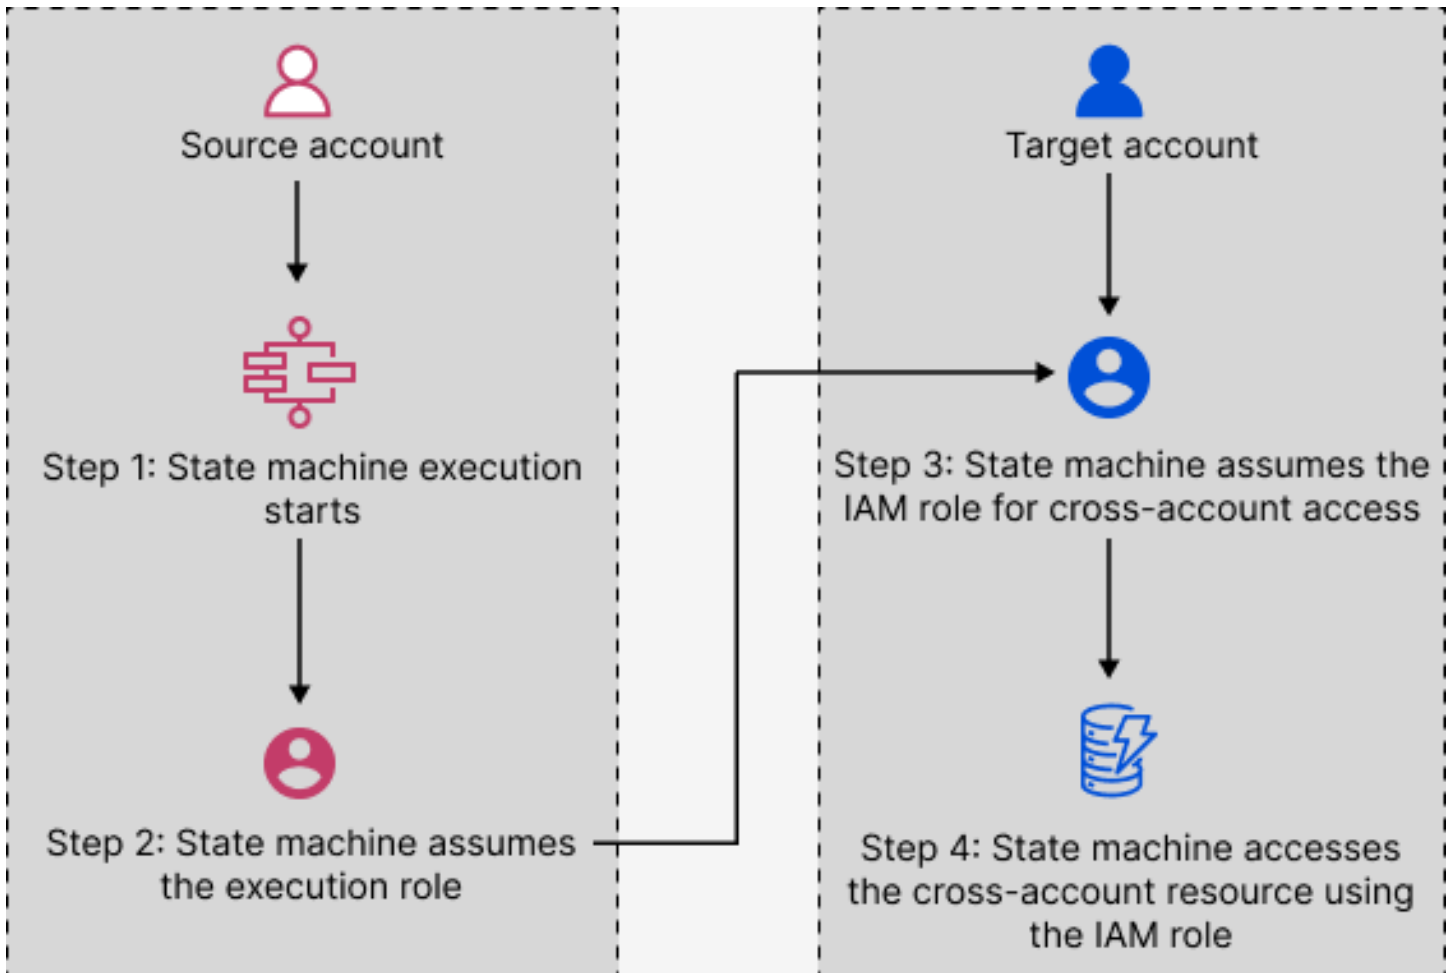 Source account
Step 1: State machine execution
starts
Step 2: State machine assumes
the execution role
Target account
Step 3: State machine assumes the
IAM role for cross-account access
Step 4: State machine accesses
the cross-account resource using
the IAM role